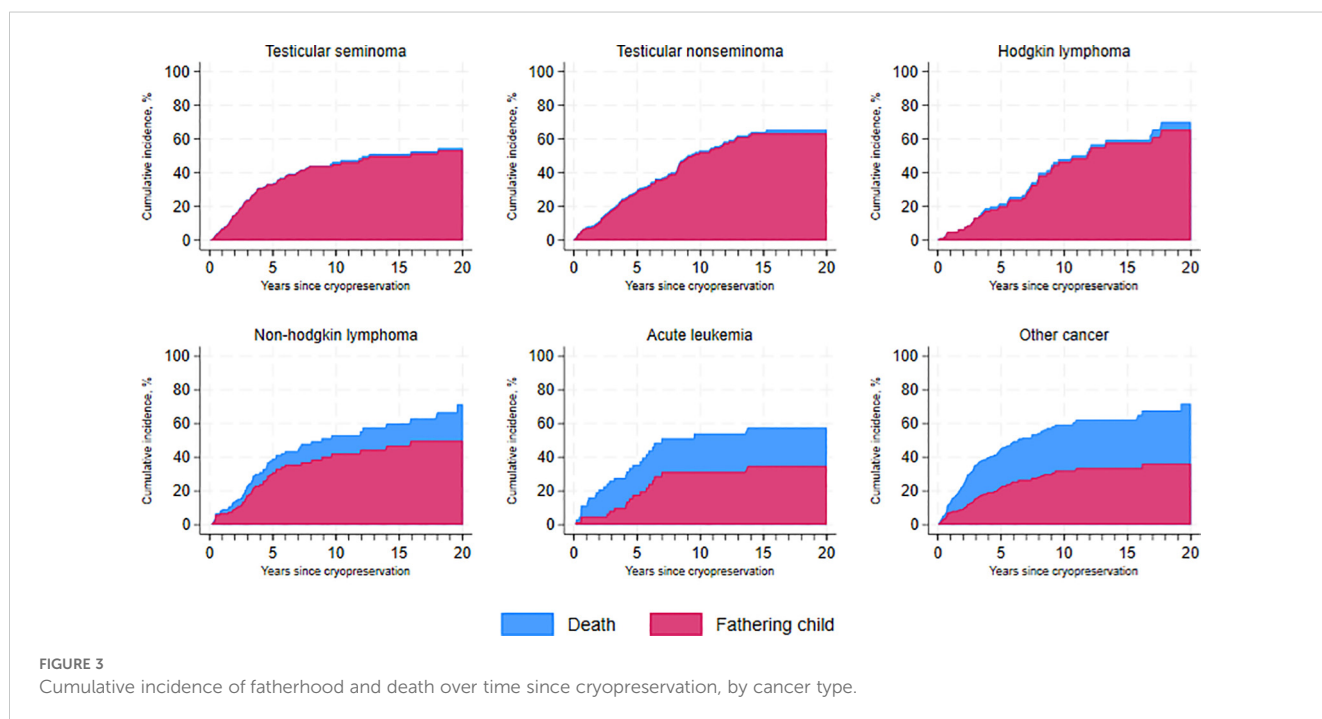 Testicular seminoma
Cumulative incidence, %
100
80
60
40
20
0
0 5 10 15 20
Years since cryopreservation
Testicular nonseminoma
Cumulative incidence, %
100
80
60
40
20
0
0 5 10 15 20
Years since cryopreservation
Hodgkin lymphoma
Cumulative incidence, %
100
80
60
40
20
0
0 5 10 15 20
Years since cryopreservation
Non-hodgkin lymphoma
Cumulative incidence, %
100
80
60
40
20
0
0 5 10 15 20
Years since cryopreservation
Acute leukemia
Cumulative incidence, %
100
80
60
40
20
0
0 5 10 15 20
Years since cryopreservation
Other cancer
Cumulative incidence, %
100
80
60
40
20
0
0 5 10 15 20
Years since cryopreservation
Death Fathering child
FIGURE 3
Cumulative incidence of fatherhood and death over time since cryopreservation, by cancer type.